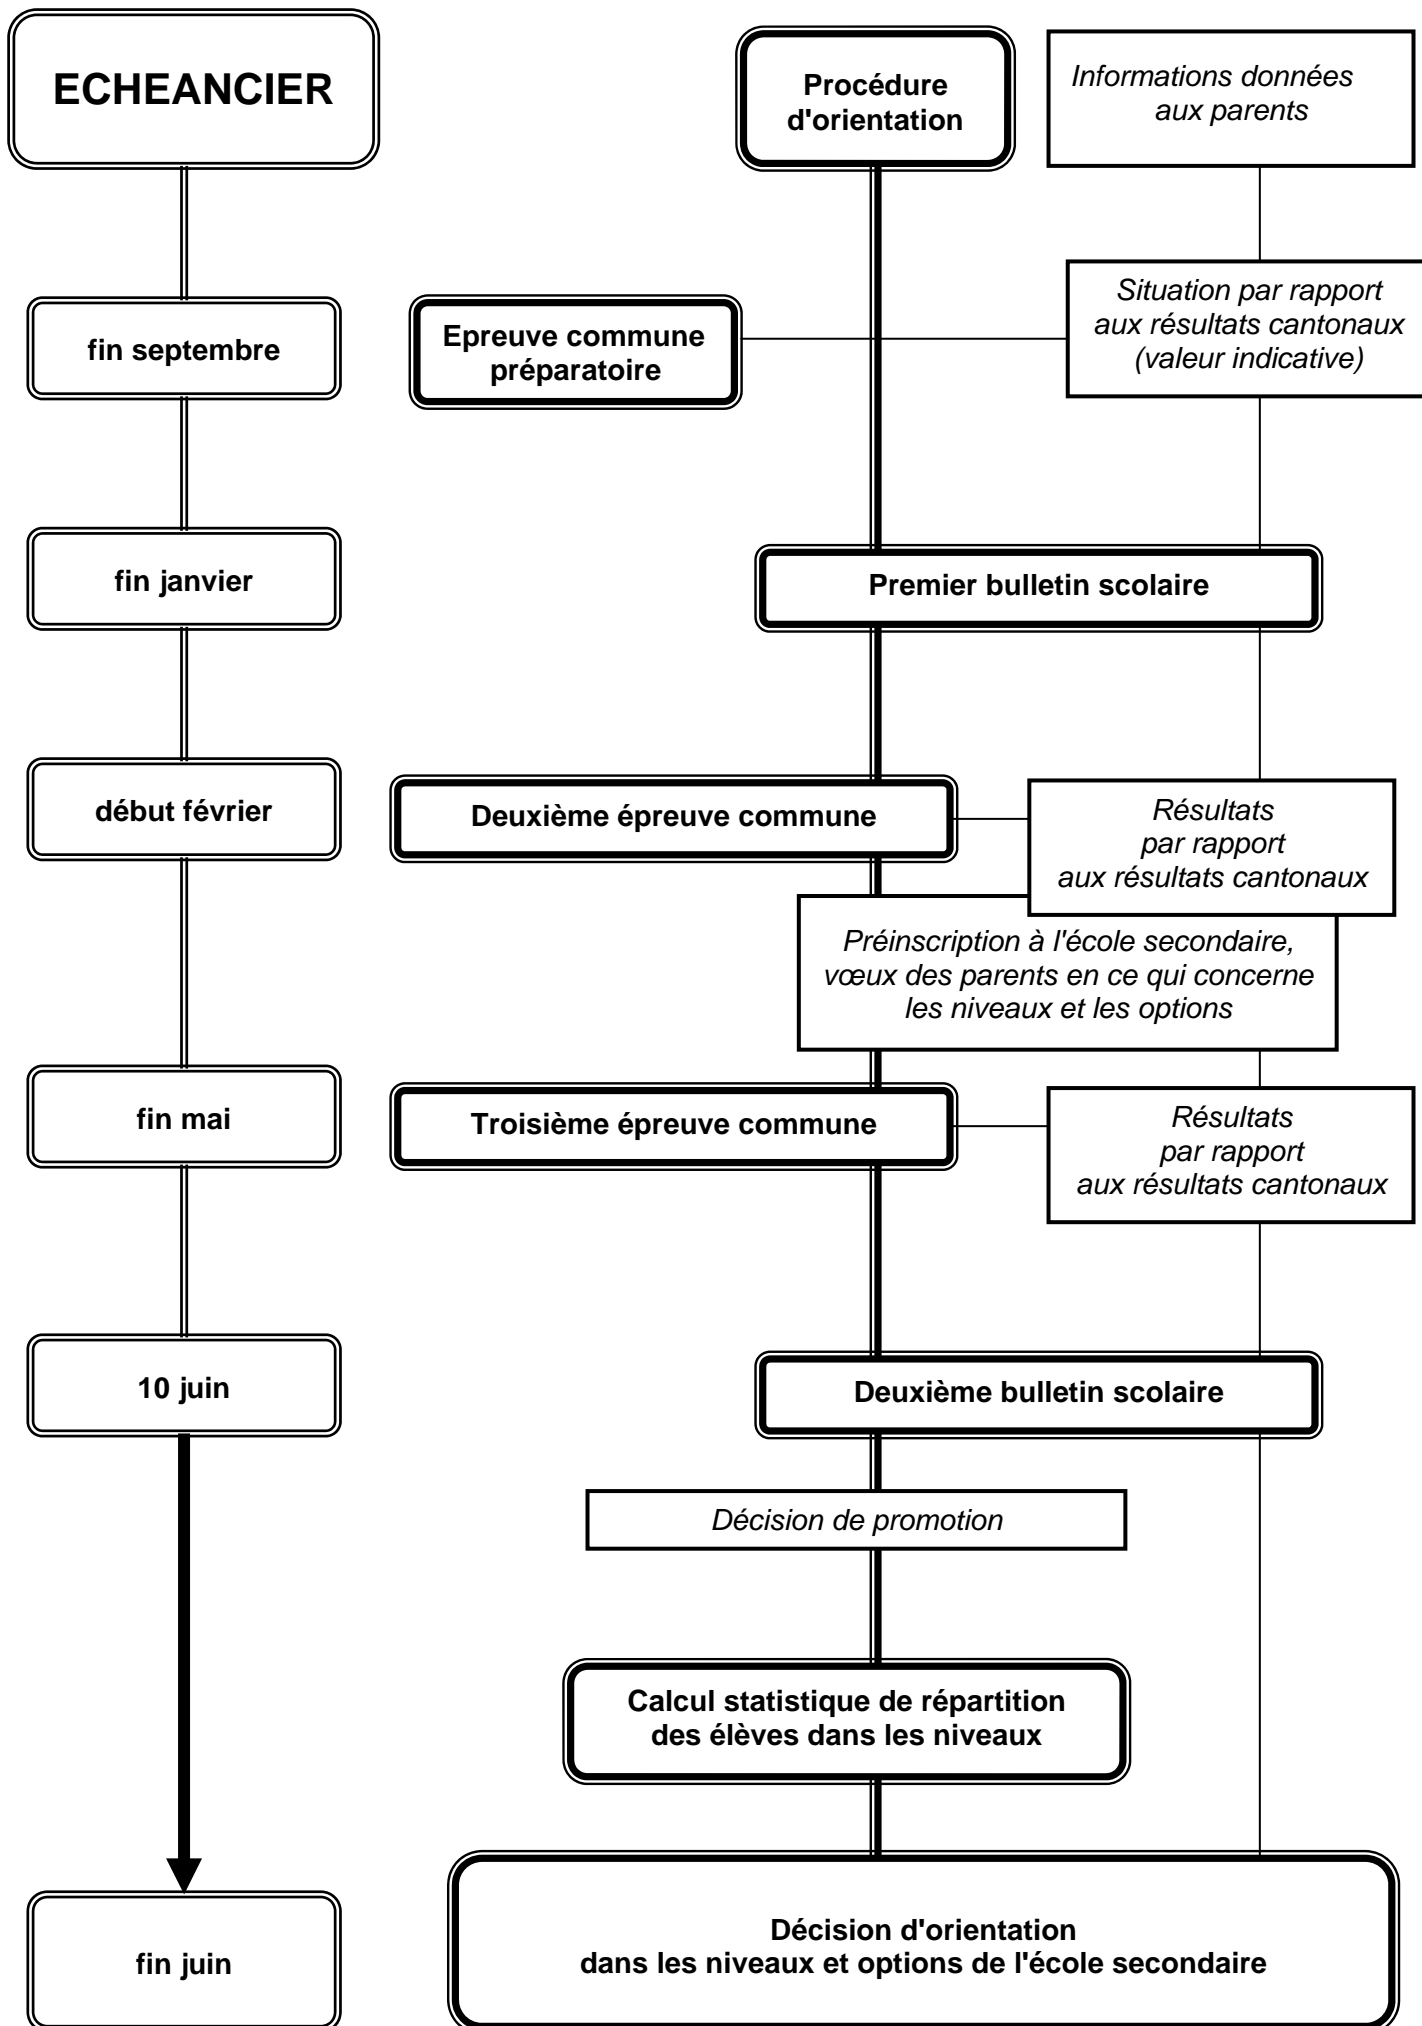 ECHEANCIER
Procédure
d'orientation
Informations données
aux parents
fin septembre
Epreuve commune
préparatoire
Situation par rapport
aux résultats cantonaux
(valeur indicative)
fin janvier
Premier bulletin scolaire
début février
Deuxième épreuve commune
Résultats
par rapport
aux résultats cantonaux
Préinscription à l'école secondaire,
vœux des parents en ce qui concerne
les niveaux et les options
fin mai
Troisième épreuve commune
Résultats
par rapport
aux résultats cantonaux
10 juin
Deuxième bulletin scolaire
Décision de promotion
Calcul statistique de répartition
des élèves dans les niveaux
fin juin
Décision d'orientation
dans les niveaux et options de l'école secondaire